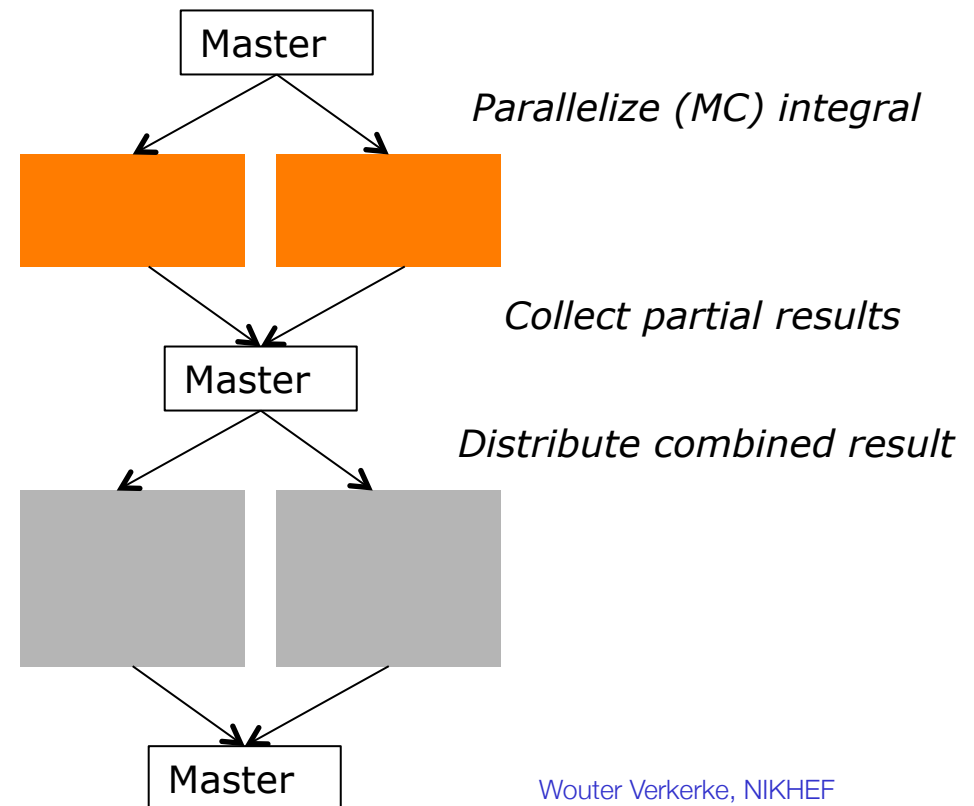 Master
Parallelize (MC) integral
Collect partial results
Master
Distribute combined result
Master
Wouter Verkerke, NIKHEF